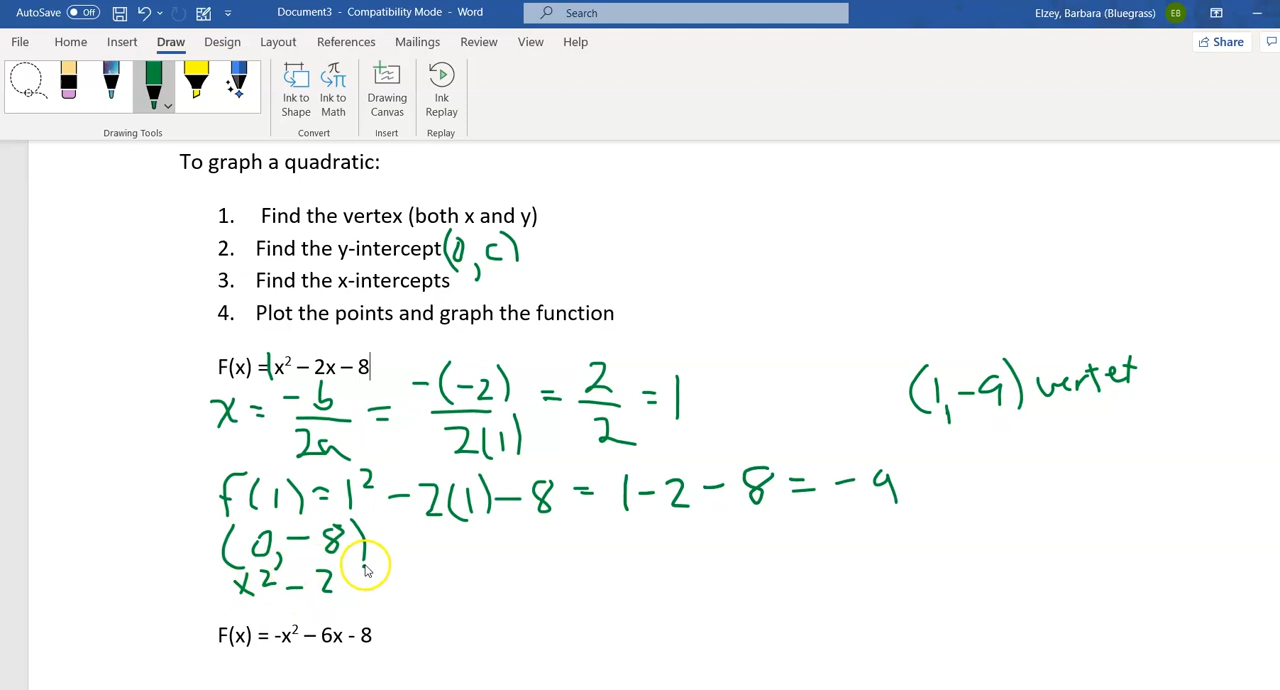 AutoSave Off Document3 - Compatibility Mode - Word Search Elzey, Barbara (Bluegrass) EB
File Home Insert Draw Design Layout References Mailings Review View Help Share
Ink to Shape Ink to Math Drawing Canvas Ink Replay
Drawing Tools Convert Insert Replay
To graph a quadratic:
1. Find the vertex (both x and y)
2. Find the y-intercept (0, c)
3. Find the x-intercepts
4. Plot the points and graph the function
F(x) = 1x² – 2x – 8
x = -b/2a = -(-2)/2(1) = 2/2 = 1 (1, -9) vertex
f(1) = 1² - 2(1) - 8 = 1 - 2 - 8 = -9
(0, -8)
x² - 2
F(x) = -x² – 6x - 8